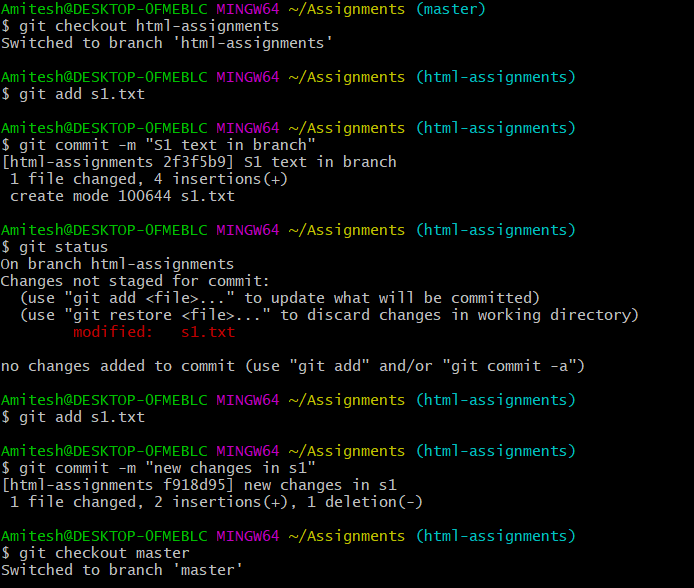 Amitesh@DESKTOP-OFMEBLC MINGW64 ~/Assignments (master)
$ git checkout html-assignments
Switched to branch 'html-assignments'

Amitesh@DESKTOP-OFMEBLC MINGW64 ~/Assignments (html-assignments)
$ git add s1.txt

Amitesh@DESKTOP-OFMEBLC MINGW64 ~/Assignments (html-assignments)
$ git commit -m "S1 text in branch"
[html-assignments 2f3f5b9] S1 text in branch
 1 file changed, 4 insertions(+)
 create mode 100644 s1.txt

Amitesh@DESKTOP-OFMEBLC MINGW64 ~/Assignments (html-assignments)
$ git status
On branch html-assignments
Changes not staged for commit:
  (use "git add <file>..." to update what will be committed)
  (use "git restore <file>..." to discard changes in working directory)
        modified:   s1.txt

no changes added to commit (use "git add" and/or "git commit -a")

Amitesh@DESKTOP-OFMEBLC MINGW64 ~/Assignments (html-assignments)
$ git add s1.txt

Amitesh@DESKTOP-OFMEBLC MINGW64 ~/Assignments (html-assignments)
$ git commit -m "new changes in s1"
[html-assignments f918d95] new changes in s1
 1 file changed, 2 insertions(+), 1 deletion(-)

Amitesh@DESKTOP-OFMEBLC MINGW64 ~/Assignments (html-assignments)
$ git checkout master
Switched to branch 'master'